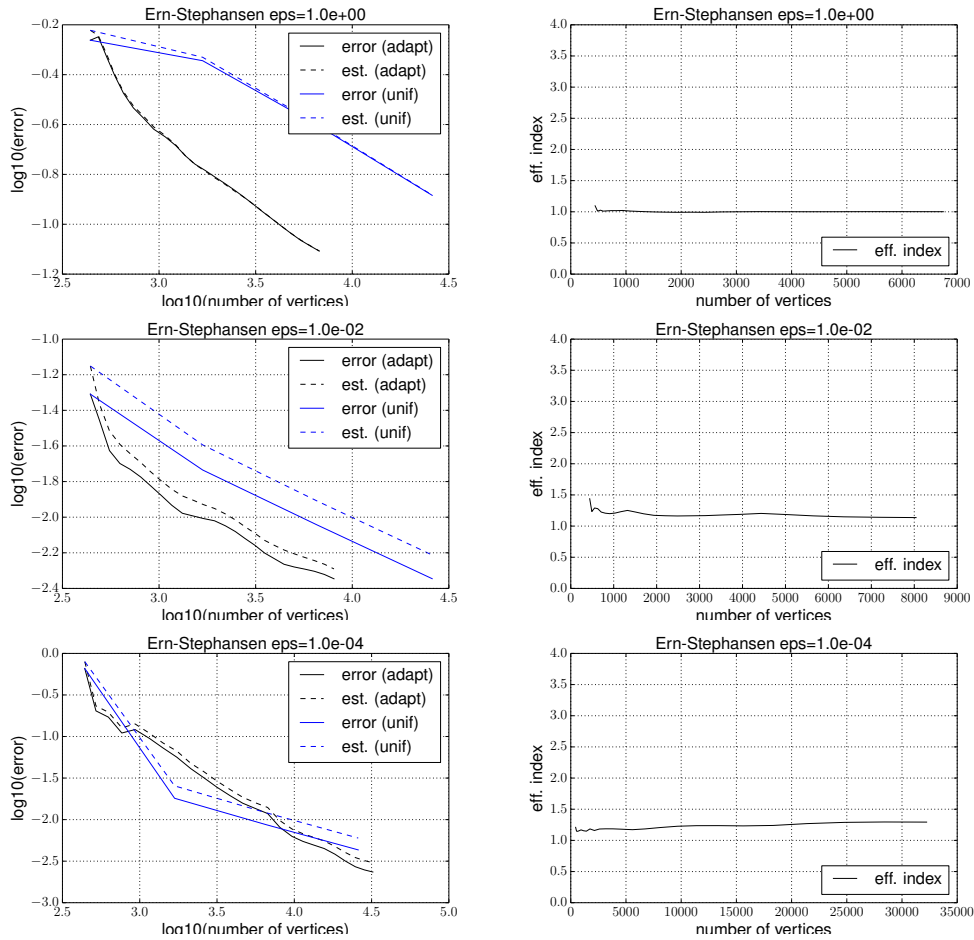 Ern-Stephansen eps=1.0e+00
log10(error)
−0.2
−0.4
−0.6
−0.8
−1.0
−1.2
2.5
3.0
3.5
4.0
4.5
log10(number of vertices)
error (adapt)
est. (adapt)
error (unif)
est. (unif)
Ern-Stephansen eps=1.0e+00
eff. index
4.0
3.5
3.0
2.5
2.0
1.5
1.0
0.5
0.0
0
1000
2000
3000
4000
5000
6000
7000
number of vertices
eff. index
Ern-Stephansen eps=1.0e-02
log10(error)
−1.0
−1.2
−1.4
−1.6
−1.8
−2.0
−2.2
−2.4
2.5
3.0
3.5
4.0
4.5
log10(number of vertices)
error (adapt)
est. (adapt)
error (unif)
est. (unif)
Ern-Stephansen eps=1.0e-02
eff. index
4.0
3.5
3.0
2.5
2.0
1.5
1.0
0.5
0.0
0
1000
2000
3000
4000
5000
6000
7000
8000
9000
number of vertices
eff. index
Ern-Stephansen eps=1.0e-04
log10(error)
0.0
−0.5
−1.0
−1.5
−2.0
−2.5
−3.0
2.5
3.0
3.5
4.0
4.5
5.0
log10(number of vertices)
error (adapt)
est. (adapt)
error (unif)
est. (unif)
Ern-Stephansen eps=1.0e-04
eff. index
4.0
3.5
3.0
2.5
2.0
1.5
1.0
0.5
0.0
0
5000
10000
15000
20000
25000
30000
35000
number of vertices
eff. index